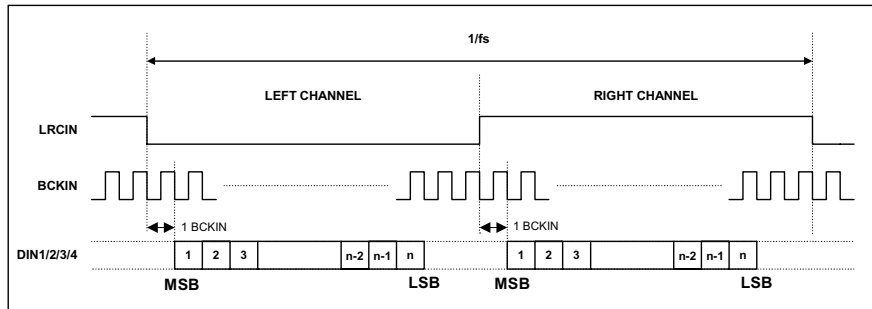 1/fs
LEFT CHANNEL RIGHT CHANNEL
LRCIN
BCKIN
1 BCKIN 1 BCKIN
DIN1/2/3/4 1 2 3 n-2 n-1 n 1 2 3 n-2 n-1 n
MSB LSB MSB LSB